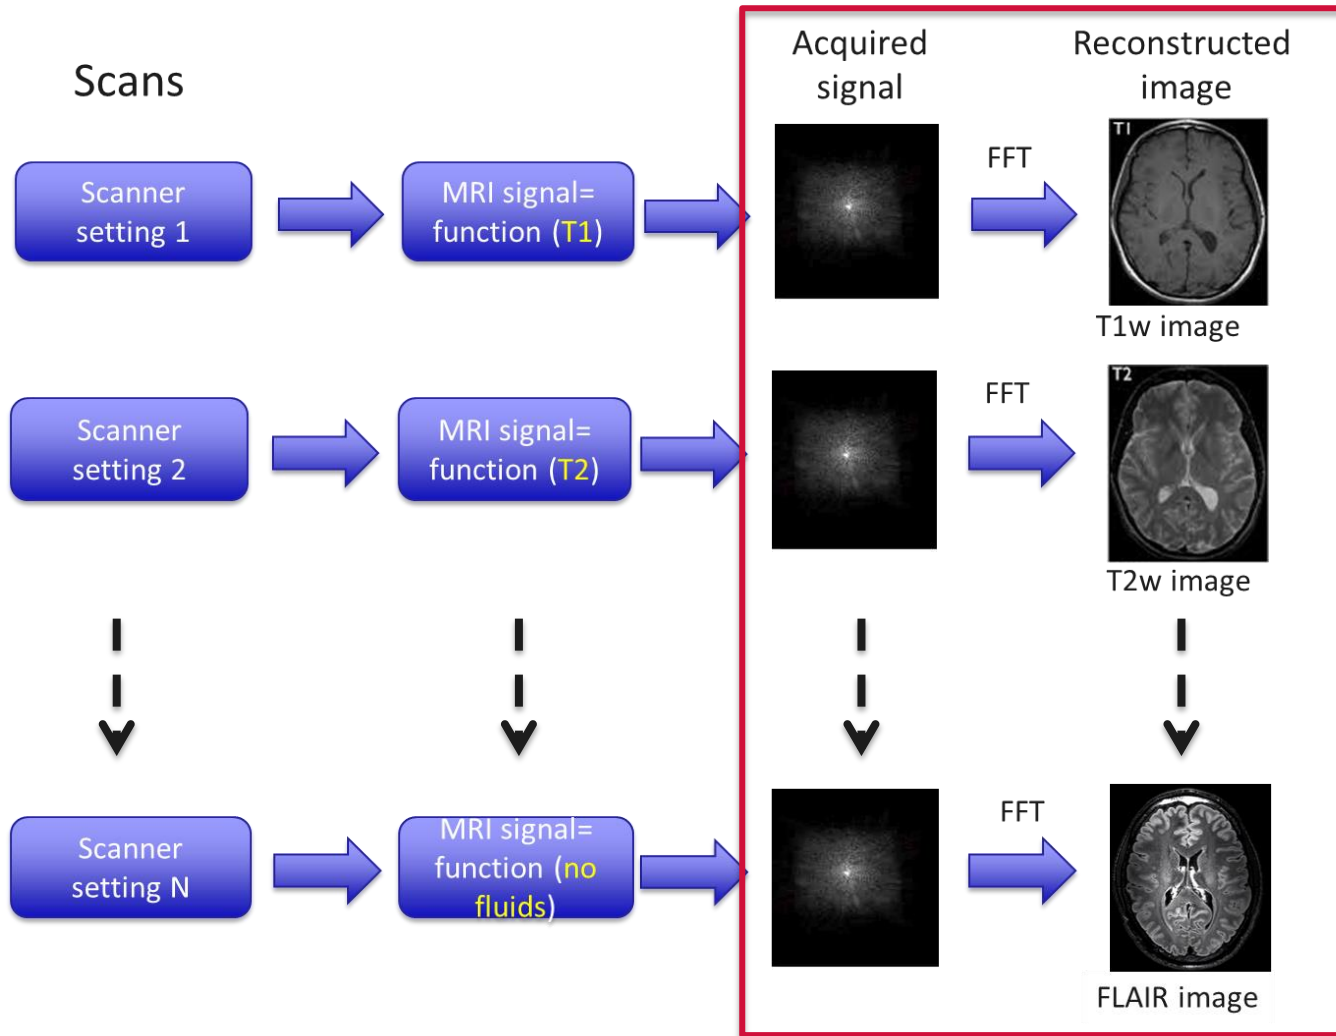 Scans
Acquired
signal
Reconstructed
image
Scanner
setting 1
MRI signal=
function (T1)
FFT
T1
T1w image
Scanner
setting 2
MRI signal=
function (T2)
FFT
T2
T2w image
Scanner
setting N
MRI signal=
function (no
fluids)
FFT
FLAIR image